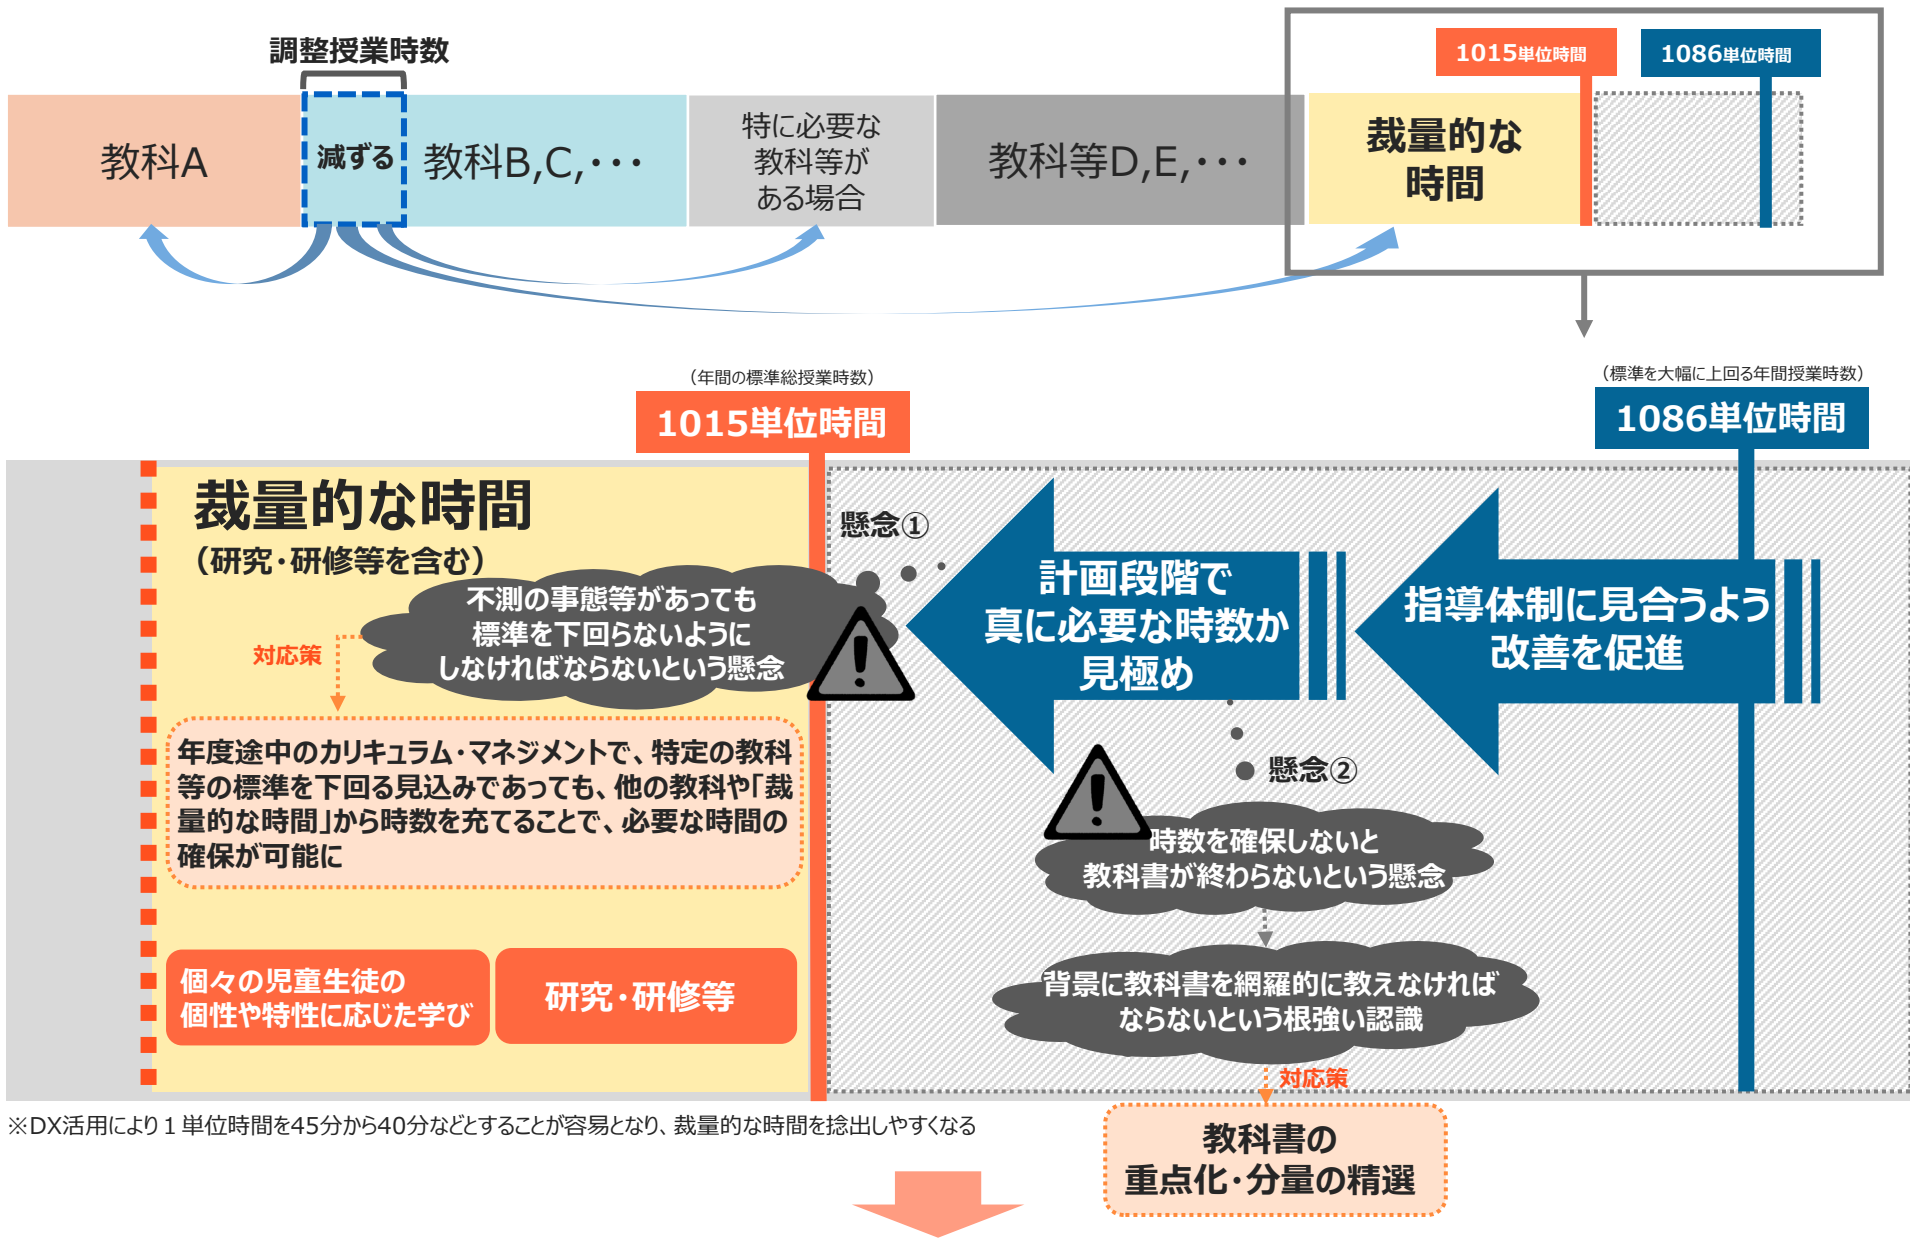 調整授業時数
1015単位時間
1086単位時間
教科A
減ずる
教科B,C,・・・
特に必要な
教科等が
ある場合
教科等D,E,・・・
裁量的な
時間
（年間の標準総授業時数）
1015単位時間
（標準を大幅に上回る年間授業時数）
1086単位時間
裁量的な時間
（研究・研修等を含む）
懸念①
不測の事態等があっても
標準を下回らないように
しなければならないという懸念
対応策
計画段階で
真に必要な時数か
見極め
指導体制に見合うよう
改善を促進
年度途中のカリキュラム・マネジメントで、特定の教科
等の標準を下回る見込みであっても、他の教科や「裁
量的な時間」から時数を充てることで、必要な時間の
確保が可能に
懸念②
時数を確保しないと
教科書が終わらないという懸念
個々の児童生徒の
個性や特性に応じた学び
研究・研修等
背景に教科書を網羅的に教えなければ
ならないという根強い認識
対応策
※DX活用により１単位時間を45分から40分などとすることが容易となり、裁量的な時間を捻出しやすくなる
教科書の
重点化・分量の精選